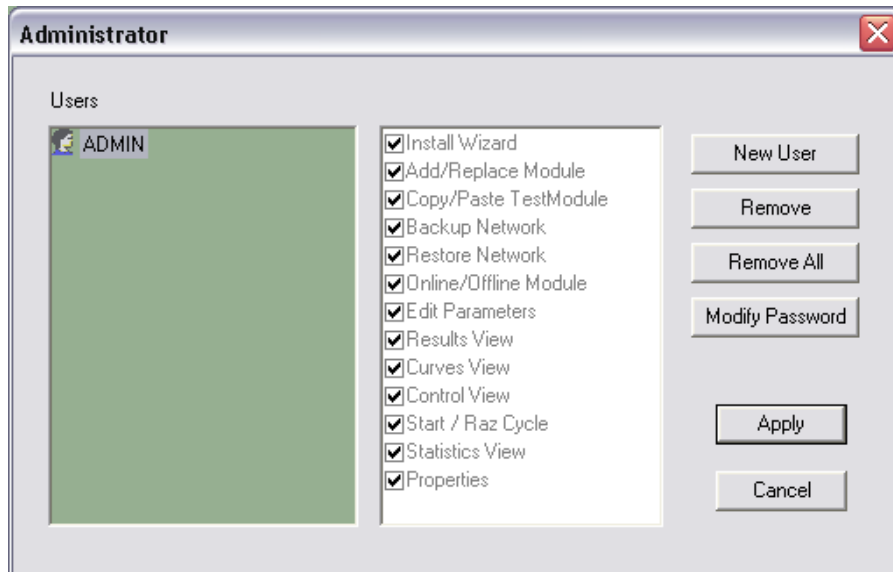 Administrator
Users
ADMIN
Install Wizard
Add/Replace Module
Copy/Paste TestModule
Backup Network
Restore Network
Online/Offline Module
Edit Parameters
Results View
Curves View
Control View
Start / Raz Cycle
Statistics View
Properties
New User
Remove
Remove All
Modify Password
Apply
Cancel